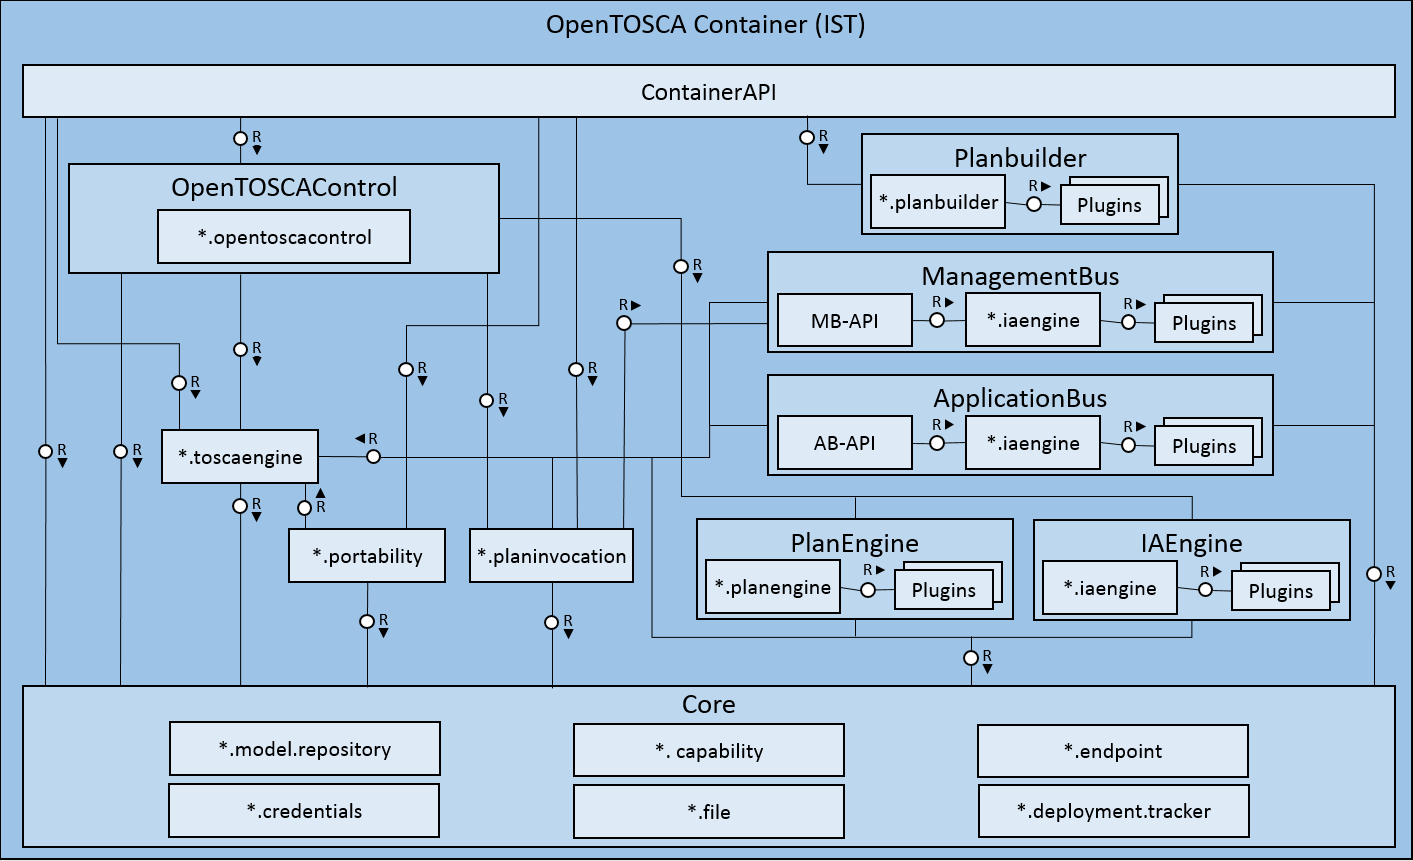 OpenTOSCA Container (IST)
ContainerAPI
R
R
OpenTOSCAControl
*.opentoscacontrol
Planbuilder
*.planbuilder
R
Plugins
R
ManagementBus
MB-API
R
*.iaengine
R
Plugins
R
R
R
R
R
R
ApplicationBus
AB-API
R
*.iaengine
R
Plugins
R
R
R
*.toscaengine
R
R
R
*.portability
*.planinvocation
PlanEngine
*.planengine
R
Plugins
IAEngine
*.iaengine
R
Plugins
R
R
R
R
Core
*.model.repository
*. capability
*.endpoint
*.credentials
*.file
*.deployment.tracker